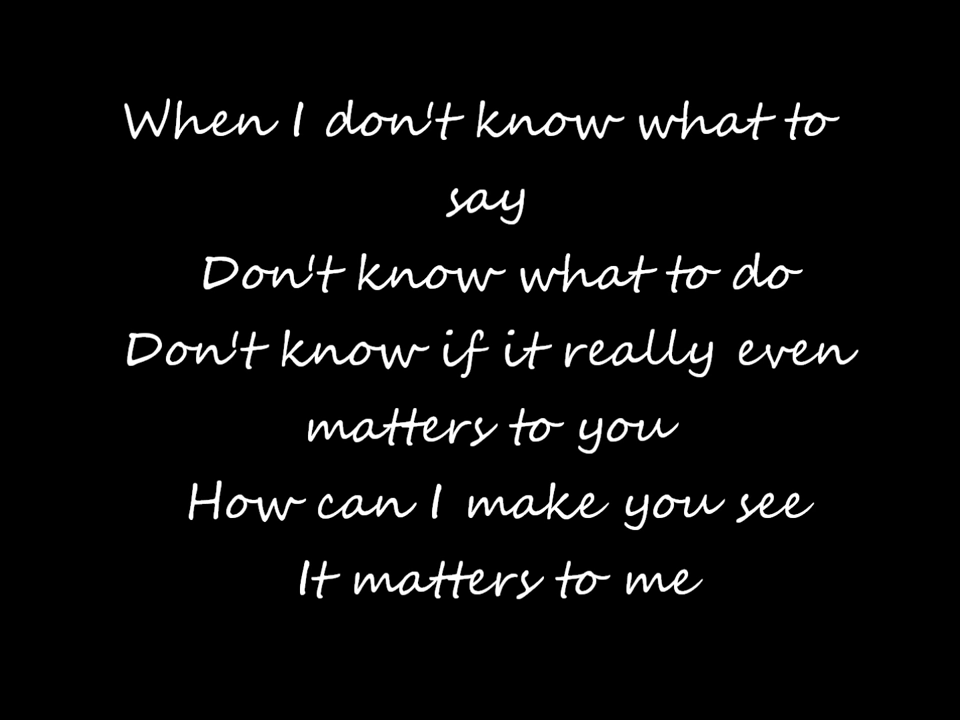 When I don't know what to
say
Don't know what to do
Don't know if it really even
matters to you
How can I make you see
It matters to me